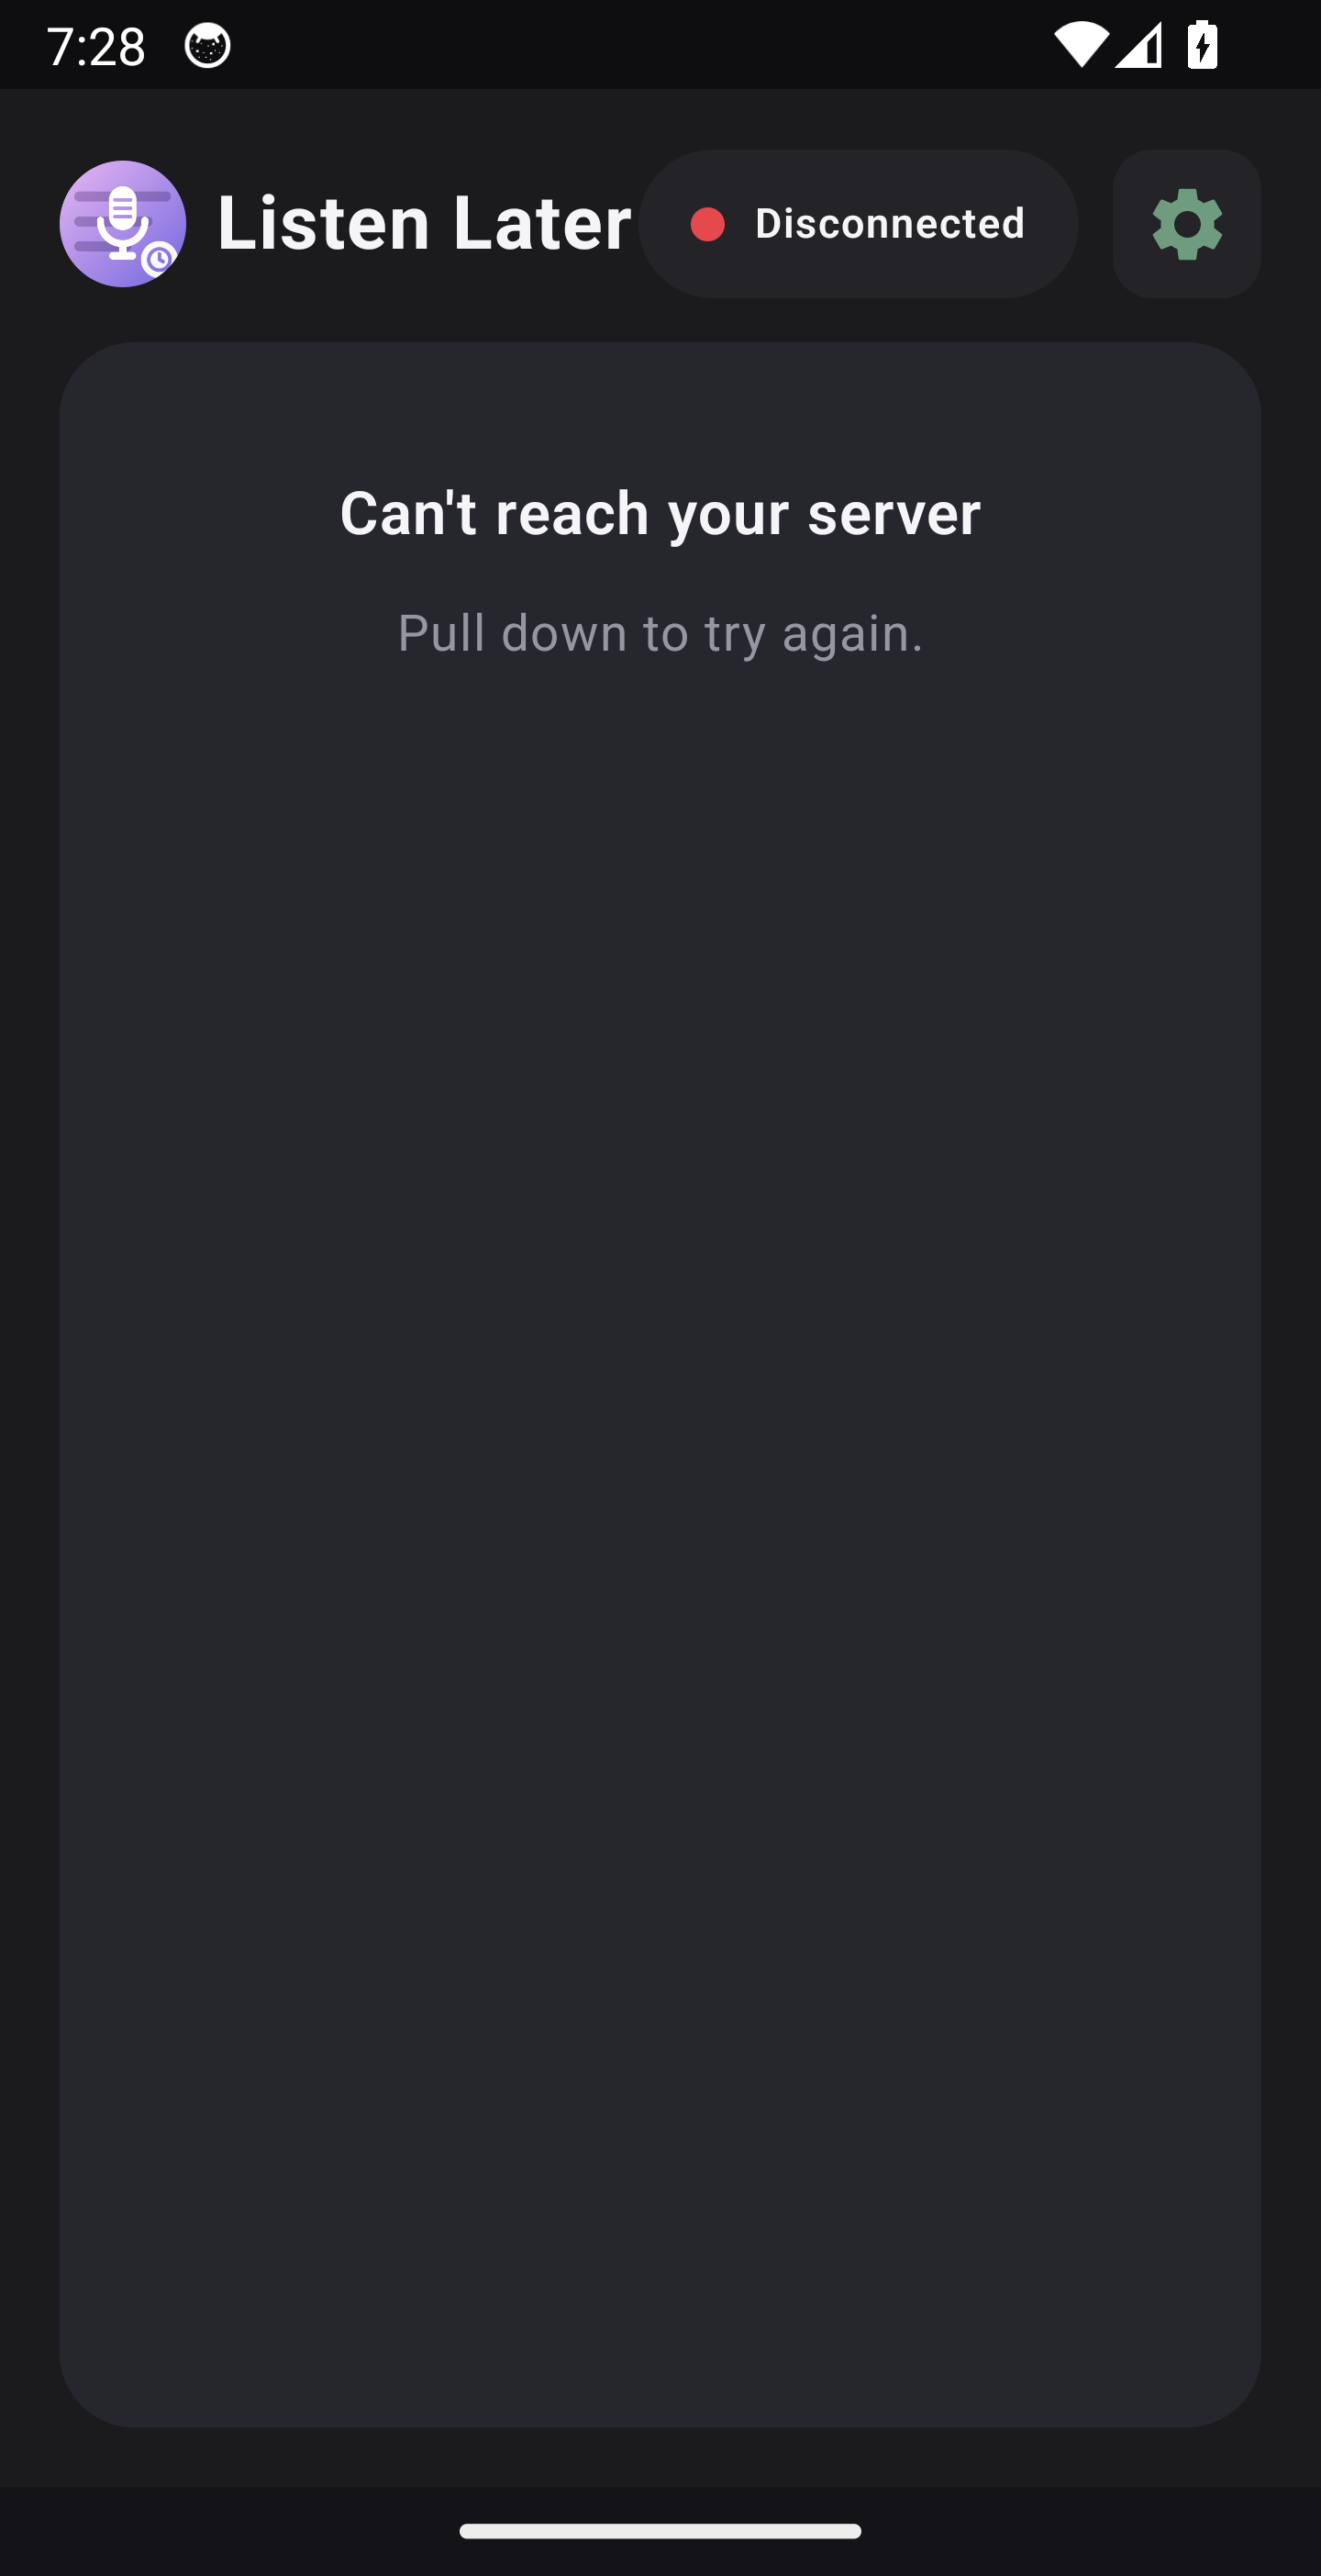 7:28
Listen Later
Disconnected
Can't reach your server
Pull down to try again.